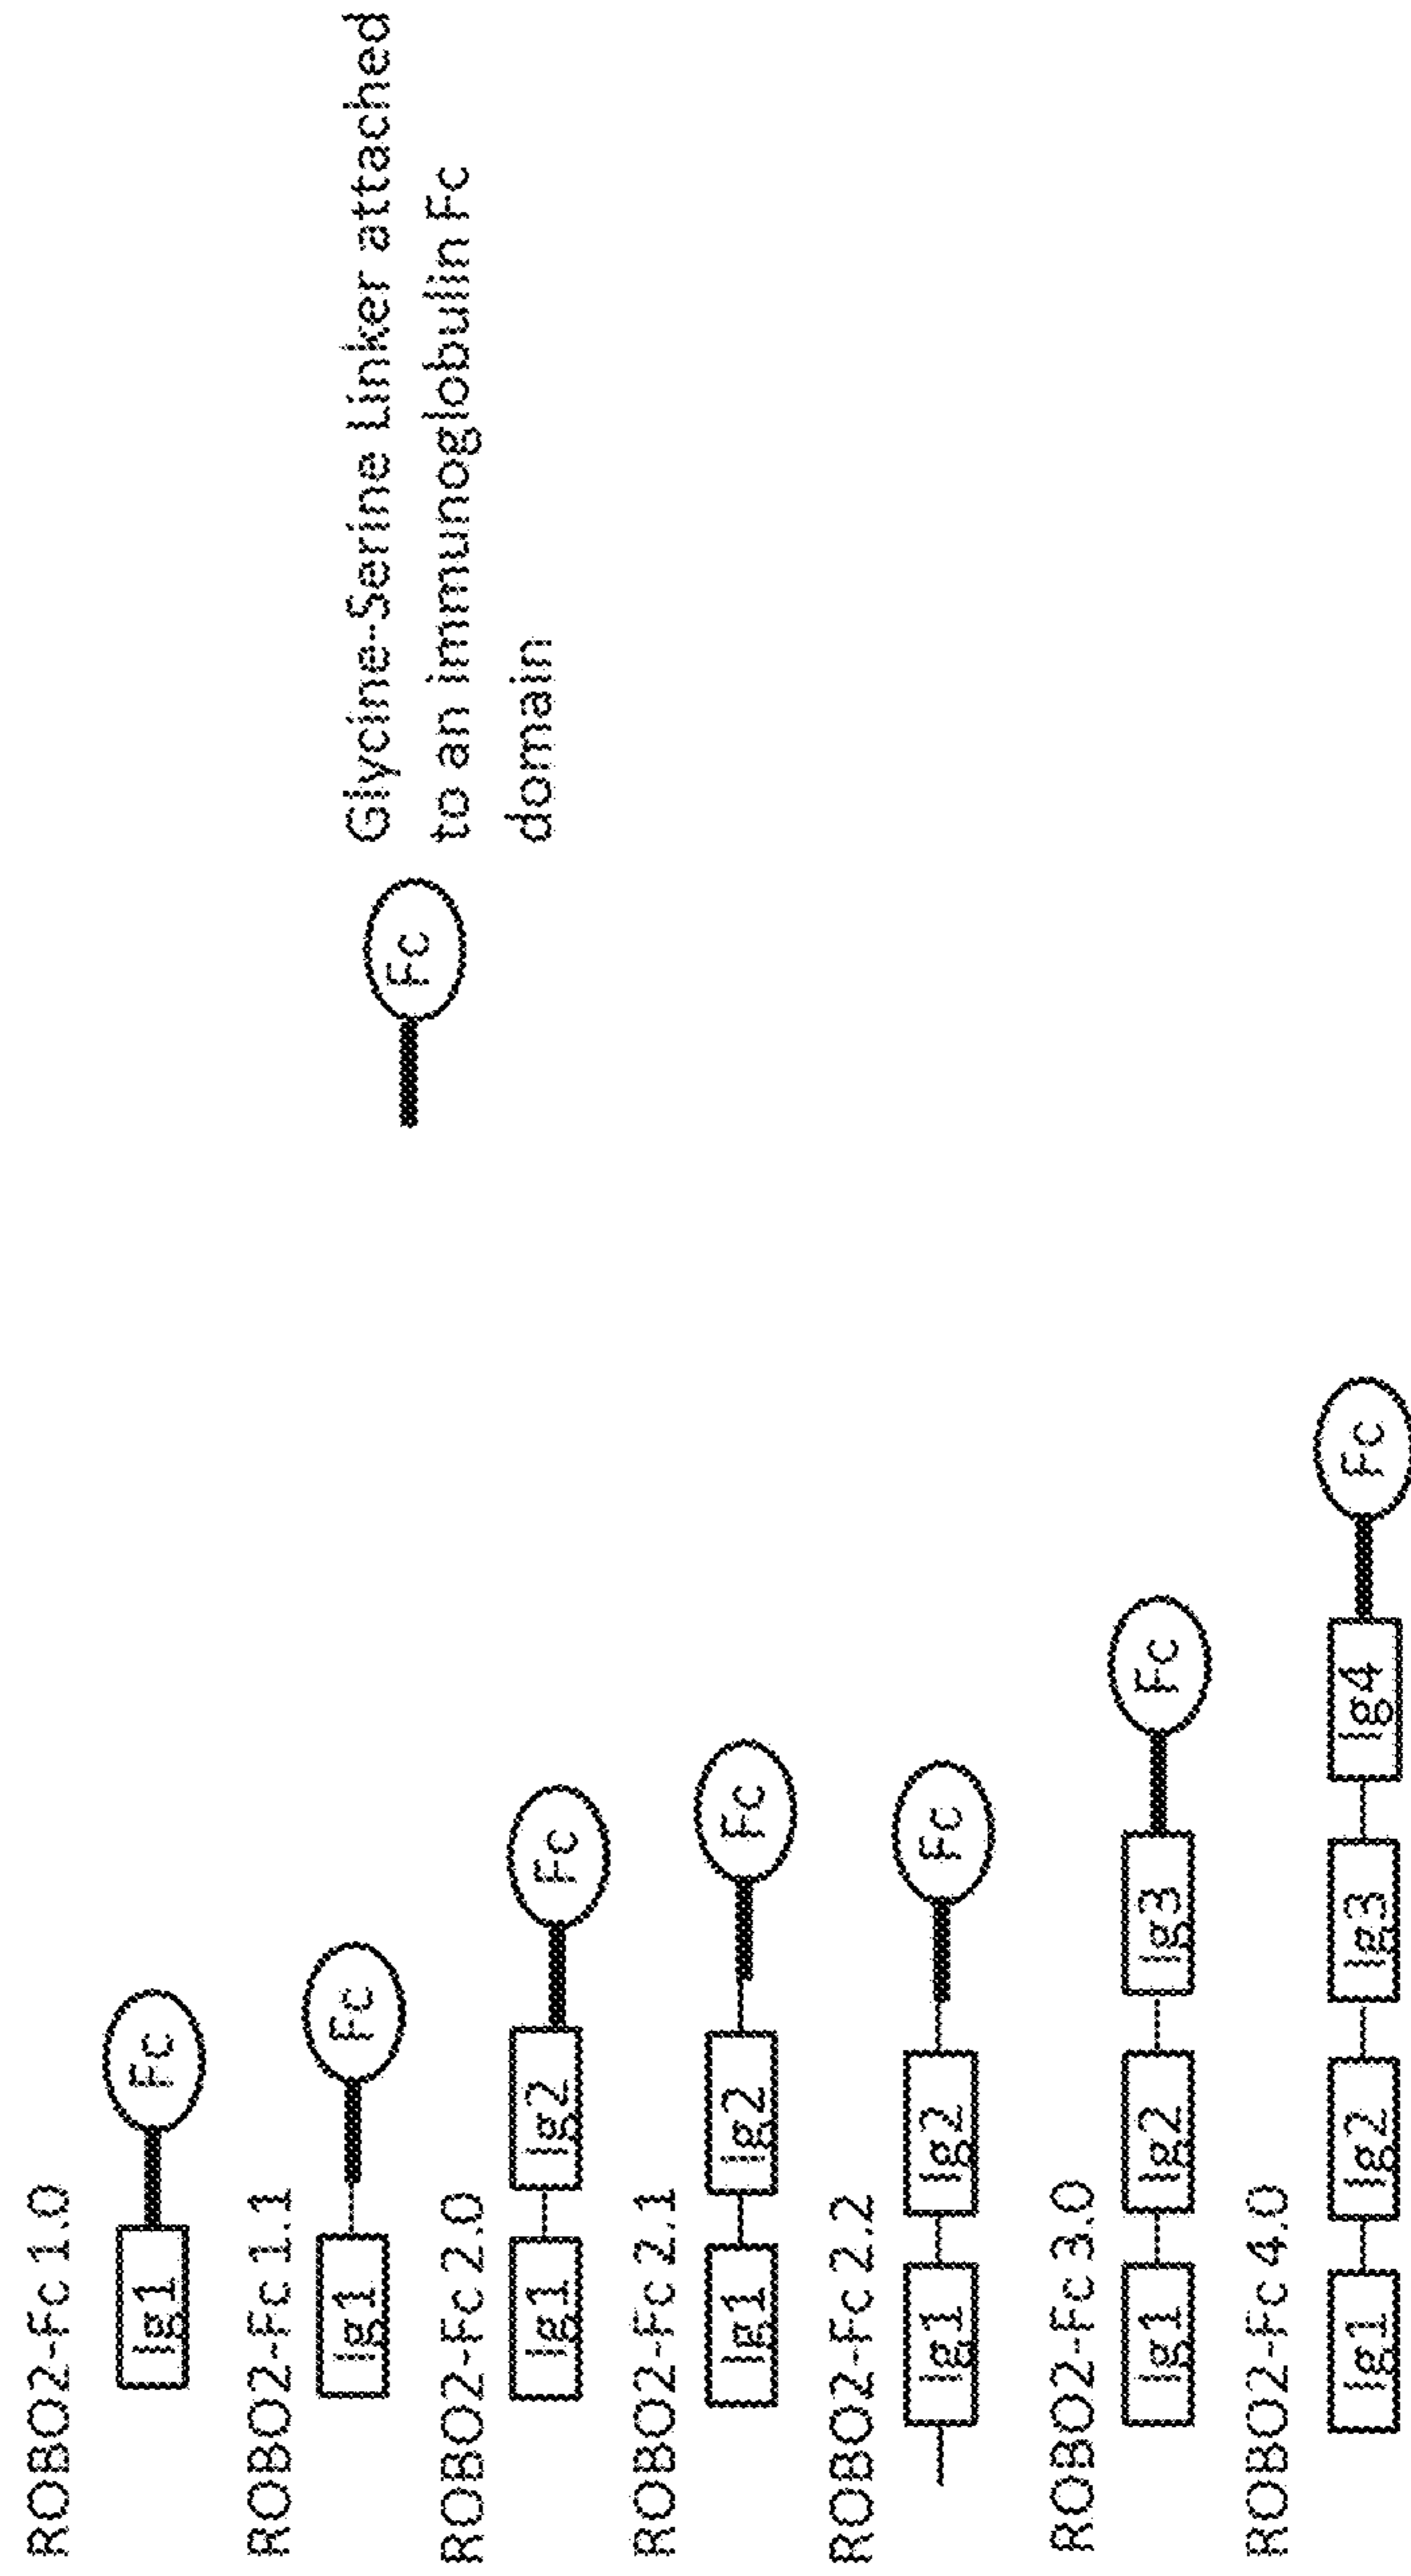 ROBO2-Fc 1.0
Ig1 Fc
ROBO2-Fc 1.1
Ig1 Fc
ROBO2-Fc 2.0
Ig1 Ig2 Fc
ROBO2-Fc 2.1
Ig1 Ig2 Fc
ROBO2-Fc 2.2
Ig1 Ig2 Fc
ROBO2-Fc 3.0
Ig1 Ig2 Ig3 Fc
ROBO2-Fc 4.0
Ig1 Ig2 Ig3 Ig4 Fc
Fc
Glycine-Serine Linker attached
to an immunoglobulin Fc
domain